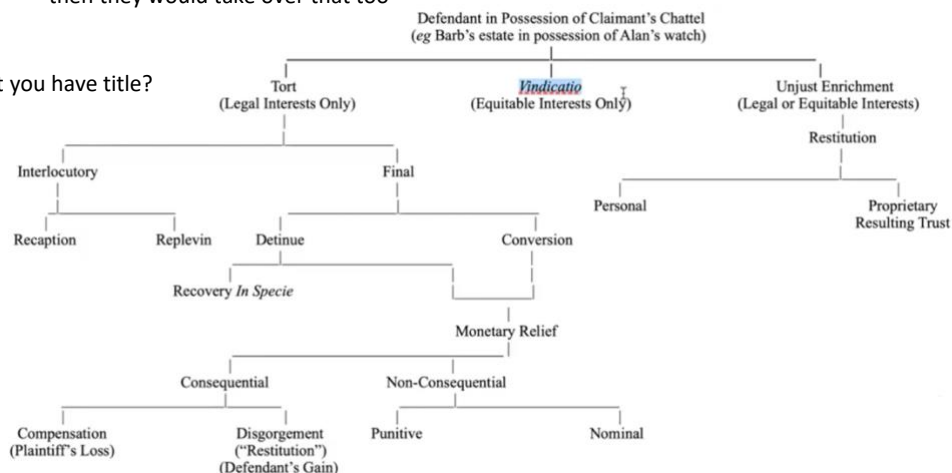 then they would take over that too
Defendant in Possession of Claimant's Chattel
(eg Barb's estate in possession of Alan's watch)
t you have title?
Tort
(Legal Interests Only)
Vindicatio
(Equitable Interests Only)
Unjust Enrichment
(Legal or Equitable Interests)
Restitution
Interlocutory
Final
Personal
Proprietary
Resulting Trust
Recaption
Replevin
Detinue
Conversion
Recovery In Specie
Monetary Relief
Consequential
Non-Consequential
Compensation
(Plaintiff's Loss)
Disgorgement
("Restitution")
(Defendant's Gain)
Punitive
Nominal